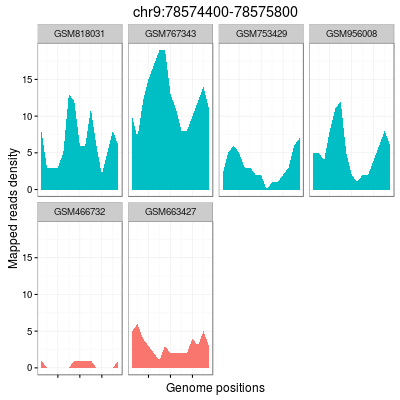 chr9:78574400-78575800
GSM818031 GSM767343 GSM753429 GSM956008
15
10
5
0
Mapped reads density
GSM466732 GSM663427
15
10
5
0
Genome positions